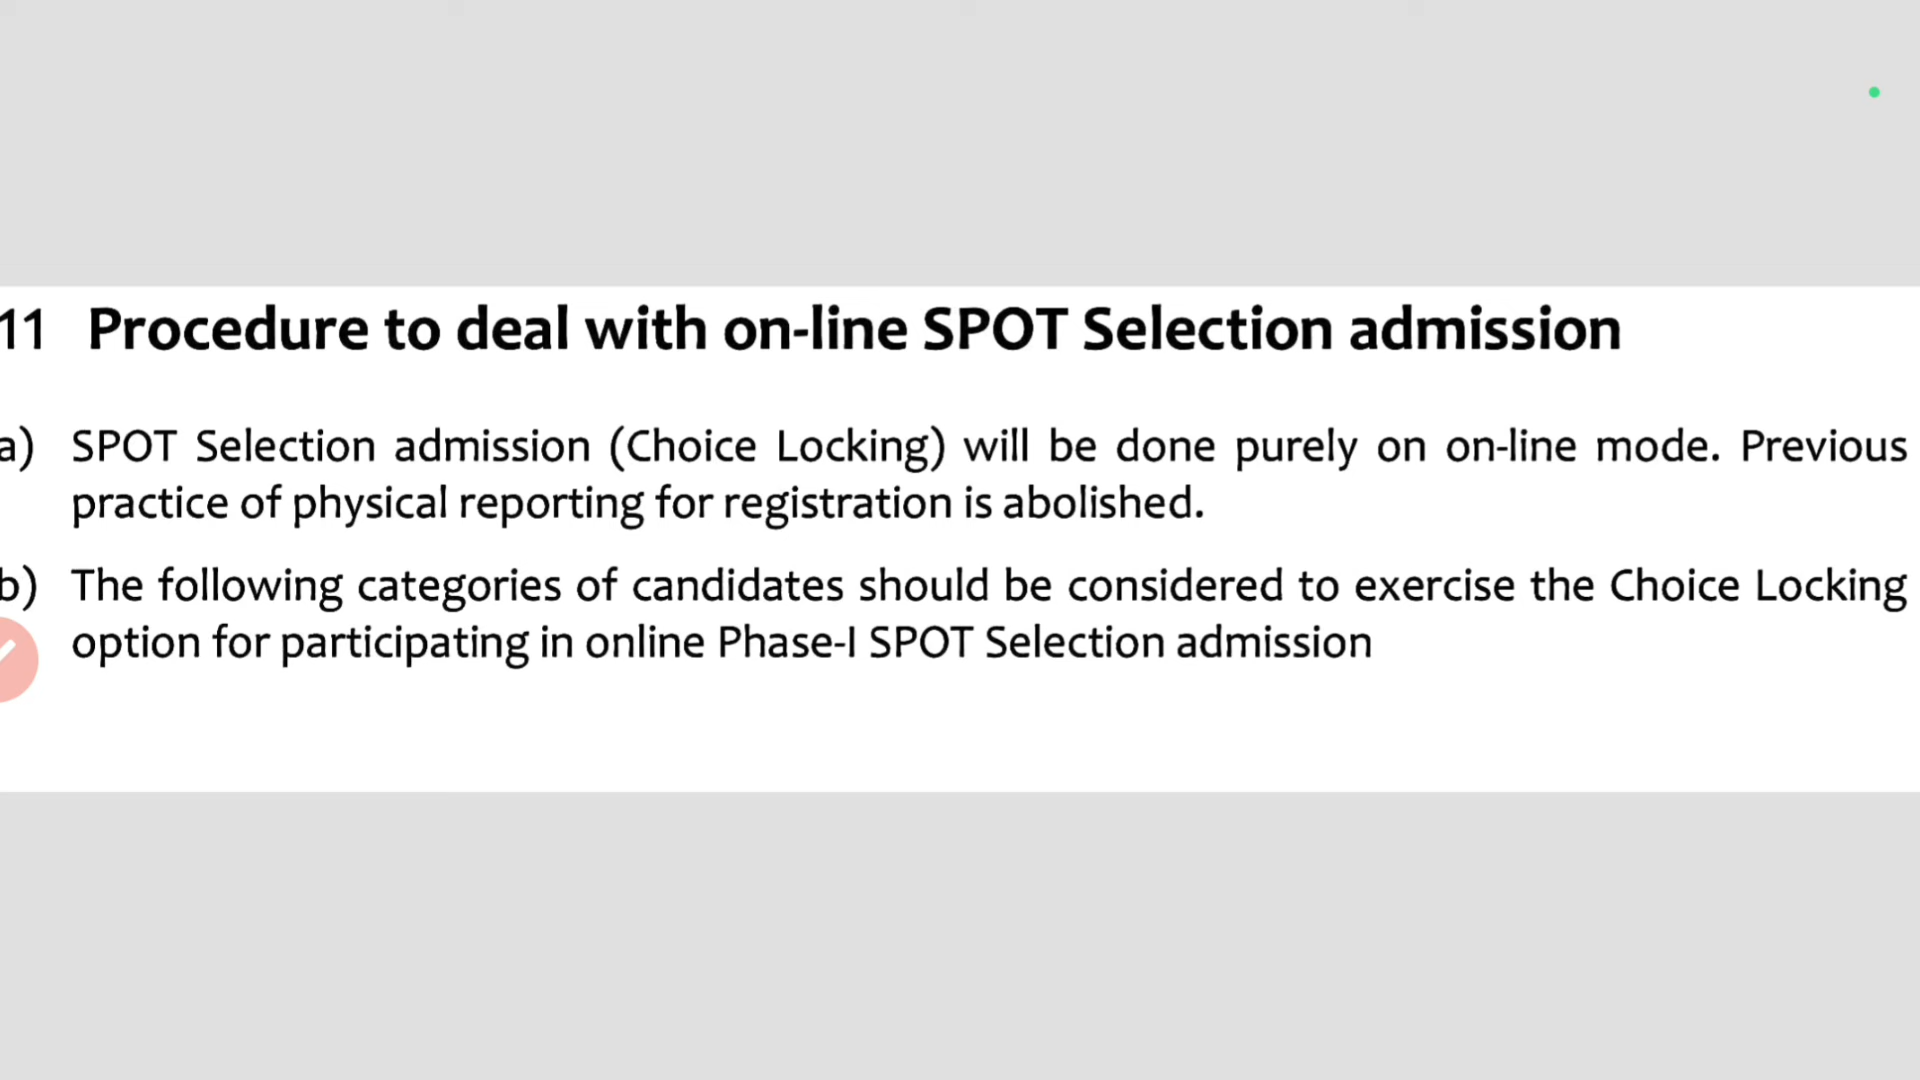 11 Procedure to deal with on-line SPOT Selection admission
a) SPOT Selection admission (Choice Locking) will be done purely on on-line mode. Previous
practice of physical reporting for registration is abolished.
b) The following categories of candidates should be considered to exercise the Choice Locking
option for participating in online Phase-I SPOT Selection admission